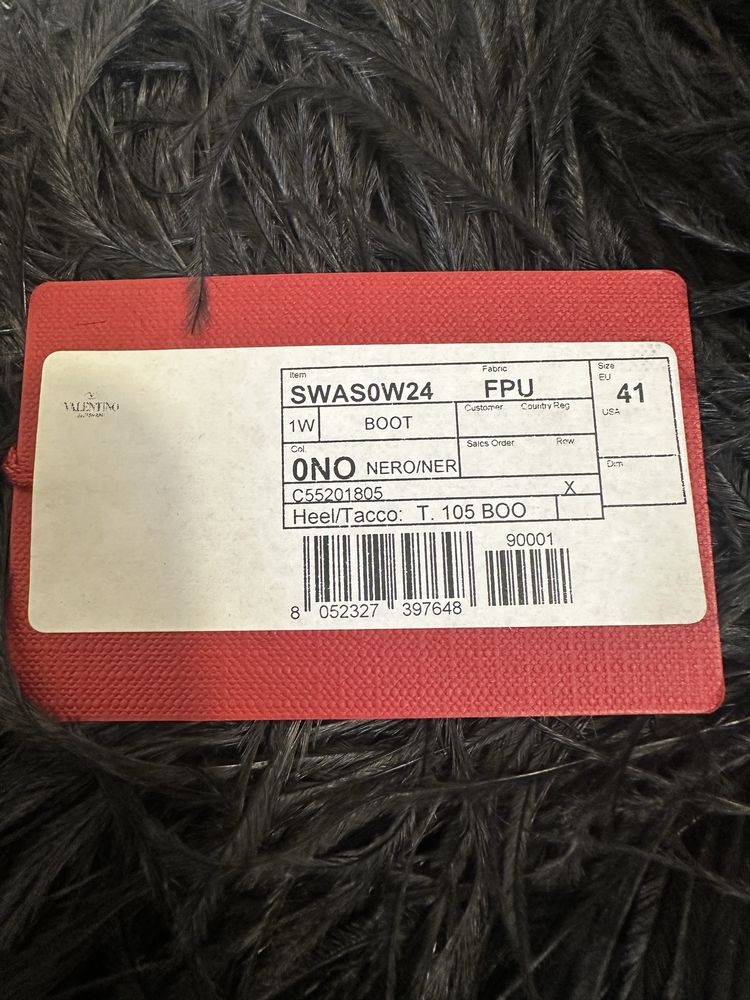 VALENTINO
Item
SWAS0W24
Fabric
FPU
Size
EU
41
USA
1W
BOOT
Customer
Country Reg
Col.
0NO NERO/NER
Sales Order
Row
Dim
C55201805
X
Heel/Tacco: T. 105 BOO
90001
8 052327 397648